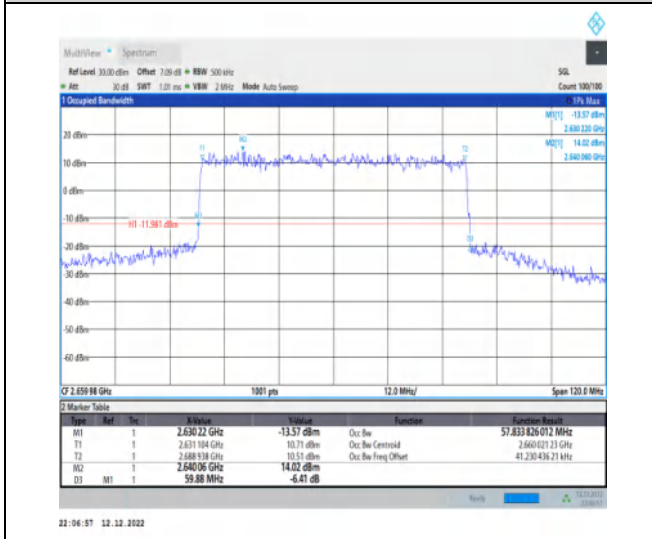 MultiView Spectrum
Ref Level 30.00 dBm Offset 7.09 dB RBW 500 kHz SGL
Att 30 dB SWT 1.01 ms VBW 2 MHz Mode Auto Sweep Count 100/100
1 Occupied Bandwidth 1Pk Max
M1[1] -13.57 dBm
2.630 220 GHz
M2[1] 14.02 dBm
2.640 060 GHz
20 dBm
M2
T1 T2
10 dBm
0 dBm
-10 dBm
M1
H1 -11.981 dBm
D3
-20 dBm
-30 dBm
-40 dBm
-50 dBm
-60 dBm
CF 2.659 98 GHz 1001 pts 12.0 MHz/ Span 120.0 MHz
2 Marker Table
Type Ref Trc X-Value Y-Value Function Function Result
M1 1 2.630 22 GHz -13.57 dBm Occ Bw 57.833 826 012 MHz
T1 1 2.631 104 GHz 10.71 dBm Occ Bw Centroid 2.660 021 23 GHz
T2 1 2.688 938 GHz 10.51 dBm Occ Bw Freq Offset 41.230 436 21 kHz
M2 1 2.640 06 GHz 14.02 dBm
D3 M1 1 59.88 MHz -6.41 dB
Ready 12.12.2022
22:06:57
22:06:57 12.12.2022